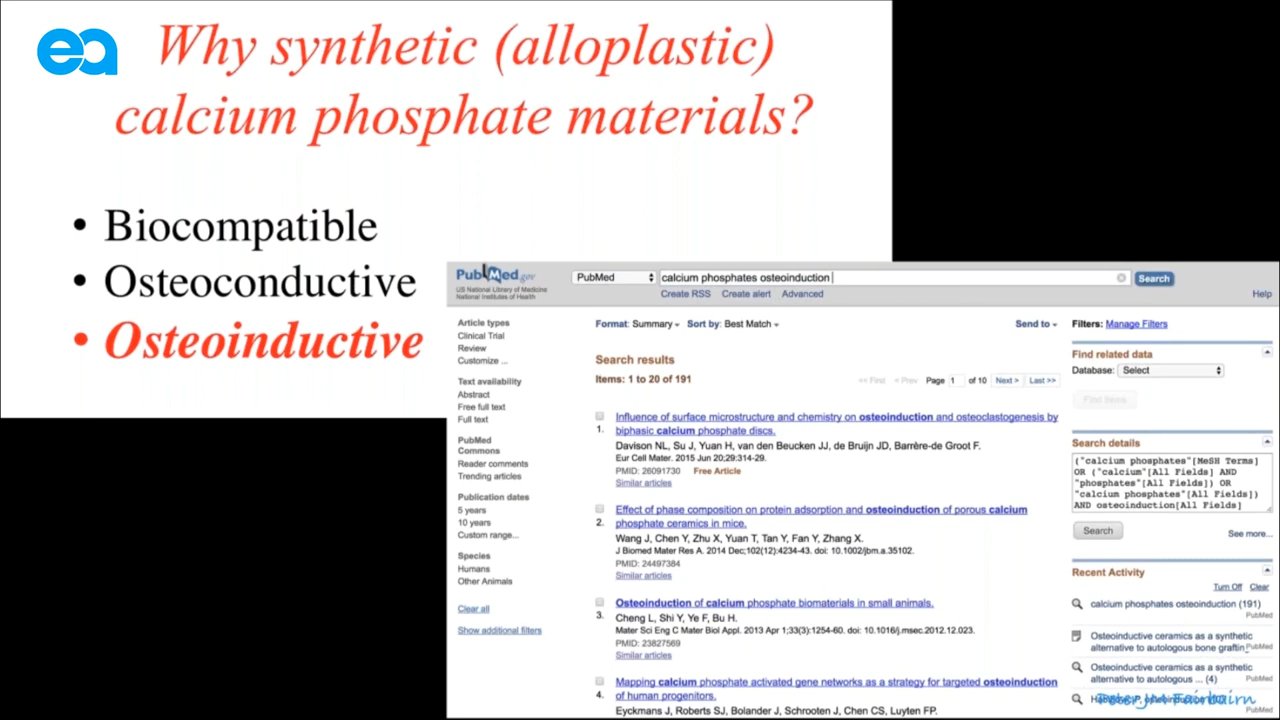 ea
Why synthetic (alloplastic)
calcium phosphate materials?
• Biocompatible
• Osteoconductive
• Osteoinductive
PubMed.gov
US National Library of Medicine
National Institutes of Health
PubMed
calcium phosphates osteoinduction
Search
Create RSS Create alert Advanced
Help
Article types
Clinical Trial
Review
Customize ...
Text availability
Abstract
Free full text
Full text
PubMed
Commons
Reader comments
Trending articles
Publication dates
5 years
10 years
Custom range...
Species
Humans
Other Animals
Clear all
Show additional filters
Format: Summary Sort by: Best Match Send to
Search results
Items: 1 to 20 of 191
<< First < Prev Page 1 of 10 Next > Last >>
Influence of surface microstructure and chemistry on osteoinduction and osteoclastogenesis by
1. biphasic calcium phosphate discs.
Davison NL, Su J, Yuan H, van den Beucken JJ, de Bruijn JD, Barrère-de Groot F.
Eur Cell Mater. 2015 Jun 20;29:314-29.
PMID: 26091730 Free Article
Similar articles
Effect of phase composition on protein adsorption and osteoinduction of porous calcium
2. phosphate ceramics in mice.
Wang J, Chen Y, Zhu X, Yuan T, Tan Y, Fan Y, Zhang X.
J Biomed Mater Res A. 2014 Dec;102(12):4234-43. doi: 10.1002/jbm.a.35102.
PMID: 24497384
Similar articles
Osteoinduction of calcium phosphate biomaterials in small animals.
3. Cheng L, Shi Y, Ye F, Bu H.
Mater Sci Eng C Mater Biol Appl. 2013 Apr 1;33(3):1254-60. doi: 10.1016/j.msec.2012.12.023.
PMID: 23827569
Similar articles
Mapping calcium phosphate activated gene networks as a strategy for targeted osteoinduction
4. of human progenitors.
Eyckmans J, Roberts SJ, Bolander J, Schrooten J, Chen CS, Luyten FP.
Filters: Manage Filters
Find related data
Database: Select
Find items
Search details
("calcium phosphates"[MeSH Terms]
OR ("calcium"[All Fields] AND
"phosphates"[All Fields]) OR
"calcium phosphates"[All Fields])
AND osteoinduction[All Fields]
Search
See more...
Recent Activity
Turn Off Clear
calcium phosphates osteoinduction (191)
PubMed
Osteoinductive ceramics as a synthetic
alternative to autologous bone graftin
PubMed
Osteoinductive ceramics as a synthetic
alternative to autologous ... (4)
PubMed
Fairbairn
PubMed